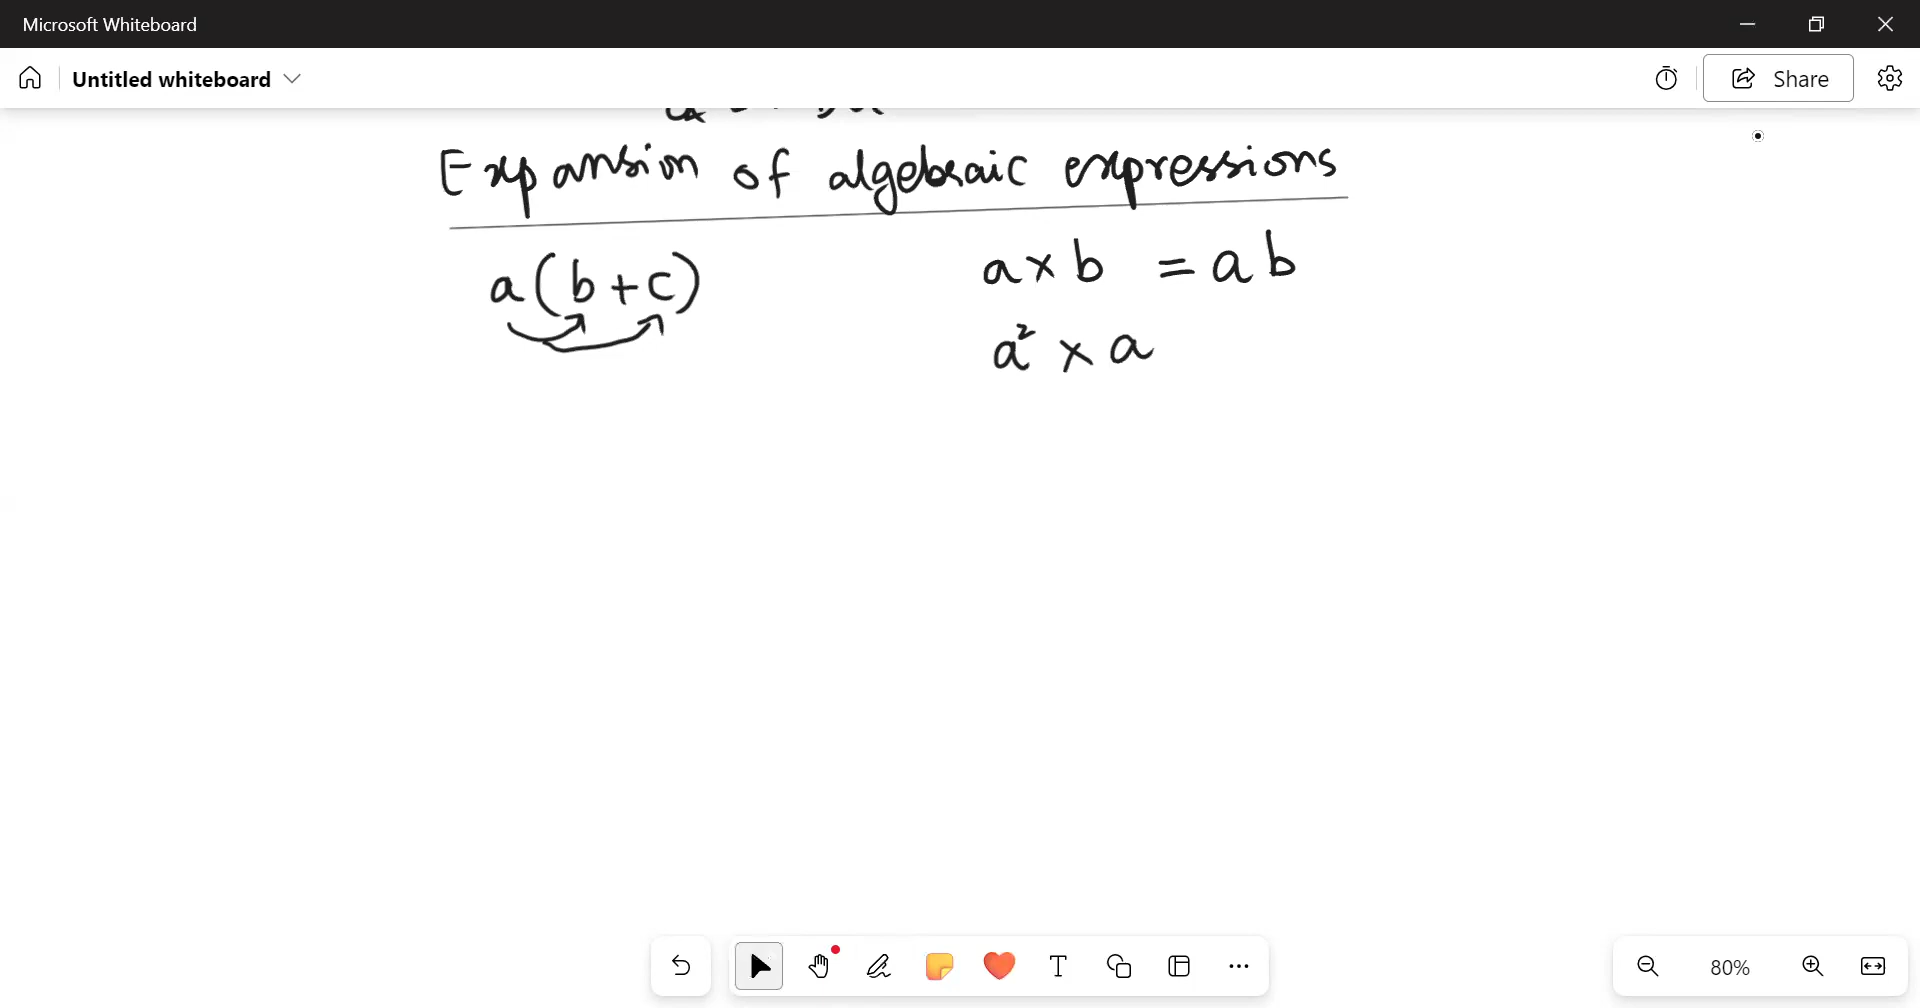 Microsoft Whiteboard
Untitled whiteboard
Share
Expansion of algebraic expressions
a(b+c)
a × b = ab
a² × a
T
80%